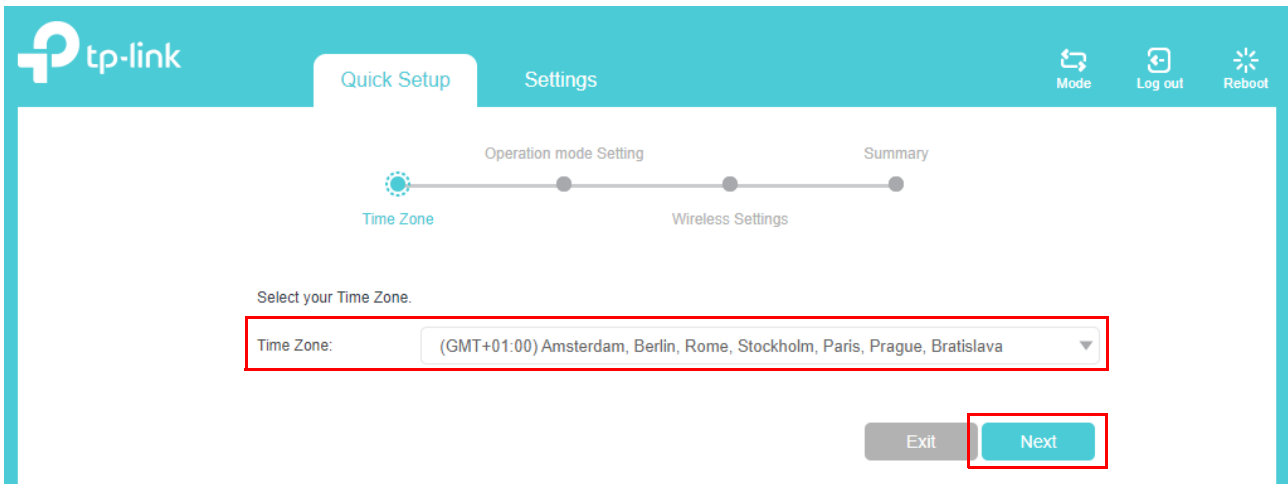 tp-link
Quick Setup
Settings
Mode
Log out
Reboot
Operation mode Setting
Summary
Time Zone
Wireless Settings
Select your Time Zone.
Time Zone:
(GMT+01:00) Amsterdam, Berlin, Rome, Stockholm, Paris, Prague, Bratislava
Exit
Next